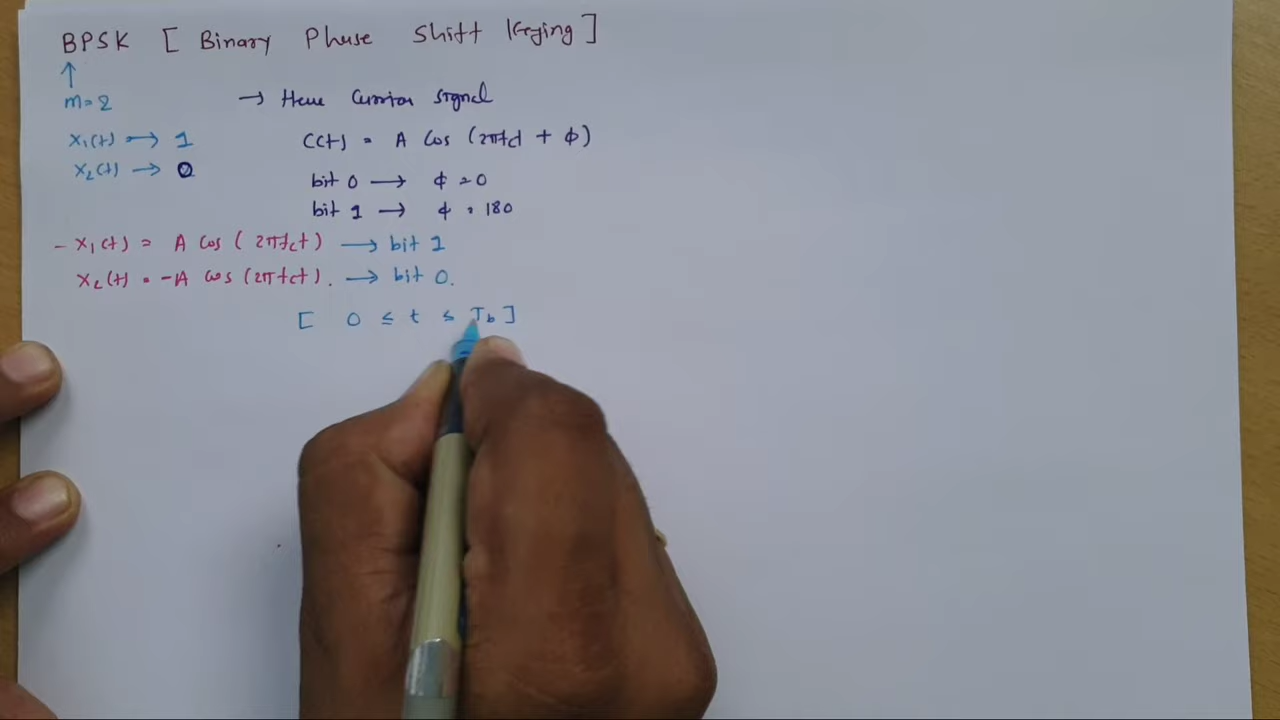 BPSK [ Binary Phase Shift Keying ]
↑
m=2
→ Here Carrier signal
x₁(t) → 1
C(t) = A Cos (2πfct + ϕ)
x₂(t) → 0
bit 0 → ϕ = 0
bit 1 → ϕ = 180
- x₁(t) = A Cos ( 2πfct) → bit 1
x₂(t) = -A cos (2πfct). → bit 0.
[ 0 ≤ t ≤ Tb ]